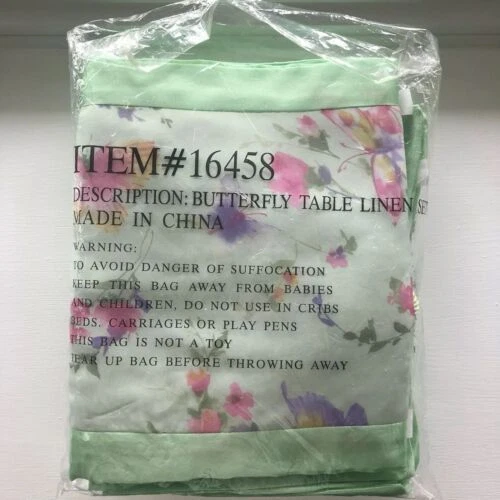 ITEM#16458
DESCRIPTION: BUTTERFLY TABLE LINEN SET
MADE IN CHINA
WARNING:
TO AVOID DANGER OF SUFFOCATION
KEEP THIS BAG AWAY FROM BABIES
AND CHILDREN, DO NOT USE IN CRIBS
BEDS, CARRIAGES OR PLAY PENS
THIS BAG IS NOT A TOY
TEAR UP BAG BEFORE THROWING AWAY